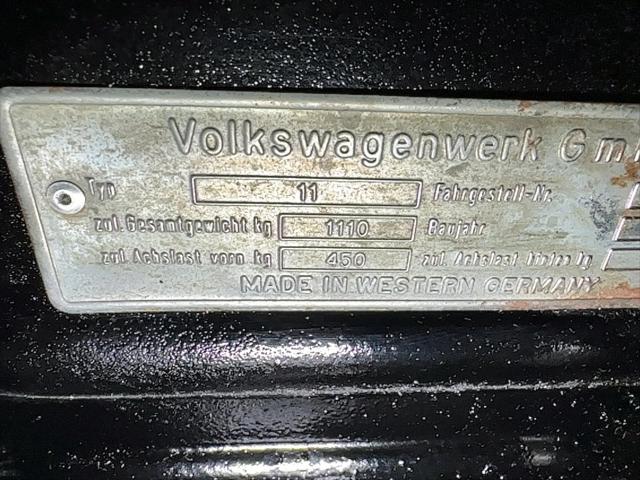 Volkswagenwerk Gm
Typ 11 Fahrgestell-Nr.
zul. Gesamtgewicht kg 1110 Baujahr
zul. Achslast vorn kg 450 zul. Achslast hinten kg
MADE IN WESTERN GERMANY